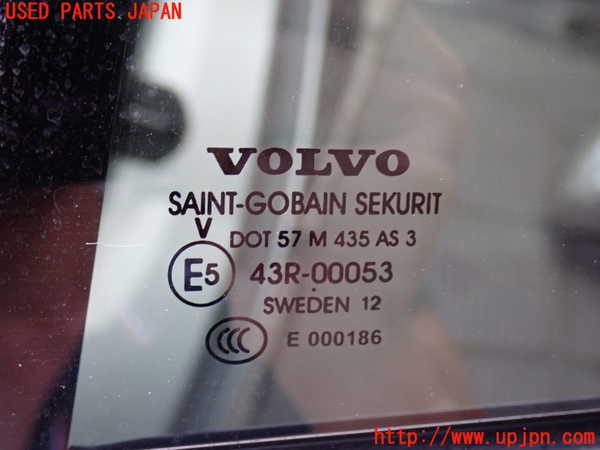 USED PARTS JAPAN
VOLVO
SAINT-GOBAIN SEKURIT
V DOT 57 M 435 AS 3
E5 43R-00053
SWEDEN 12
CCC E 000186
http://www.upjpn.com